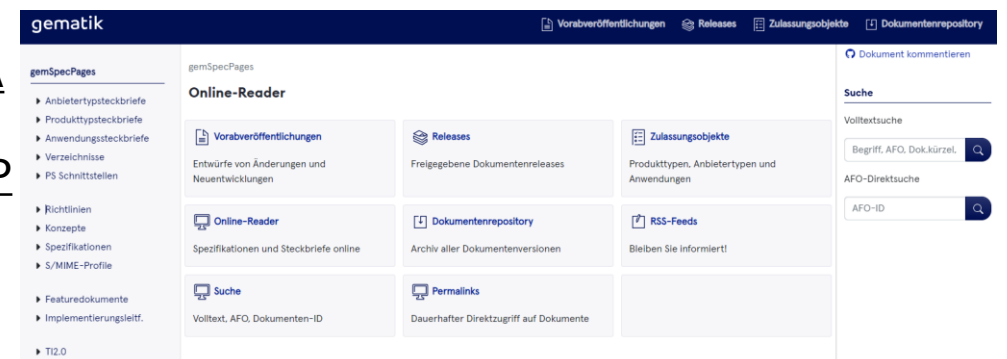 gematik
Vorabveröffentlichungen Releases Zulassungsobjekte Dokumentenrepository
gemSpecPages
Anbietertypsteckbriefe
Produkttypsteckbriefe
Anwendungssteckbriefe
Verzeichnisse
PS Schnittstellen
Richtlinien
Konzepte
Spezifikationen
S/MIME-Profile
Featuredokumente
Implementierungsleitf.
TI2.0
gemSpecPages
Online-Reader
Vorabveröffentlichungen
Entwürfe von Änderungen und
Neuentwicklungen
Releases
Freigegebene Dokumentenreleases
Zulassungsobjekte
Produkttypen, Anbietertypen und
Anwendungen
Online-Reader
Spezifikationen und Steckbriefe online
Dokumentenrepository
Archiv aller Dokumentenversionen
RSS-Feeds
Bleiben Sie informiert!
Suche
Volltext, AFO, Dokumenten-ID
Permalinks
Dauerhafter Direktzugriff auf Dokumente
Dokument kommentieren
Suche
Volltextsuche
Begriff, AFO, Dok.kürzel,
AFO-Direktsuche
AFO-ID